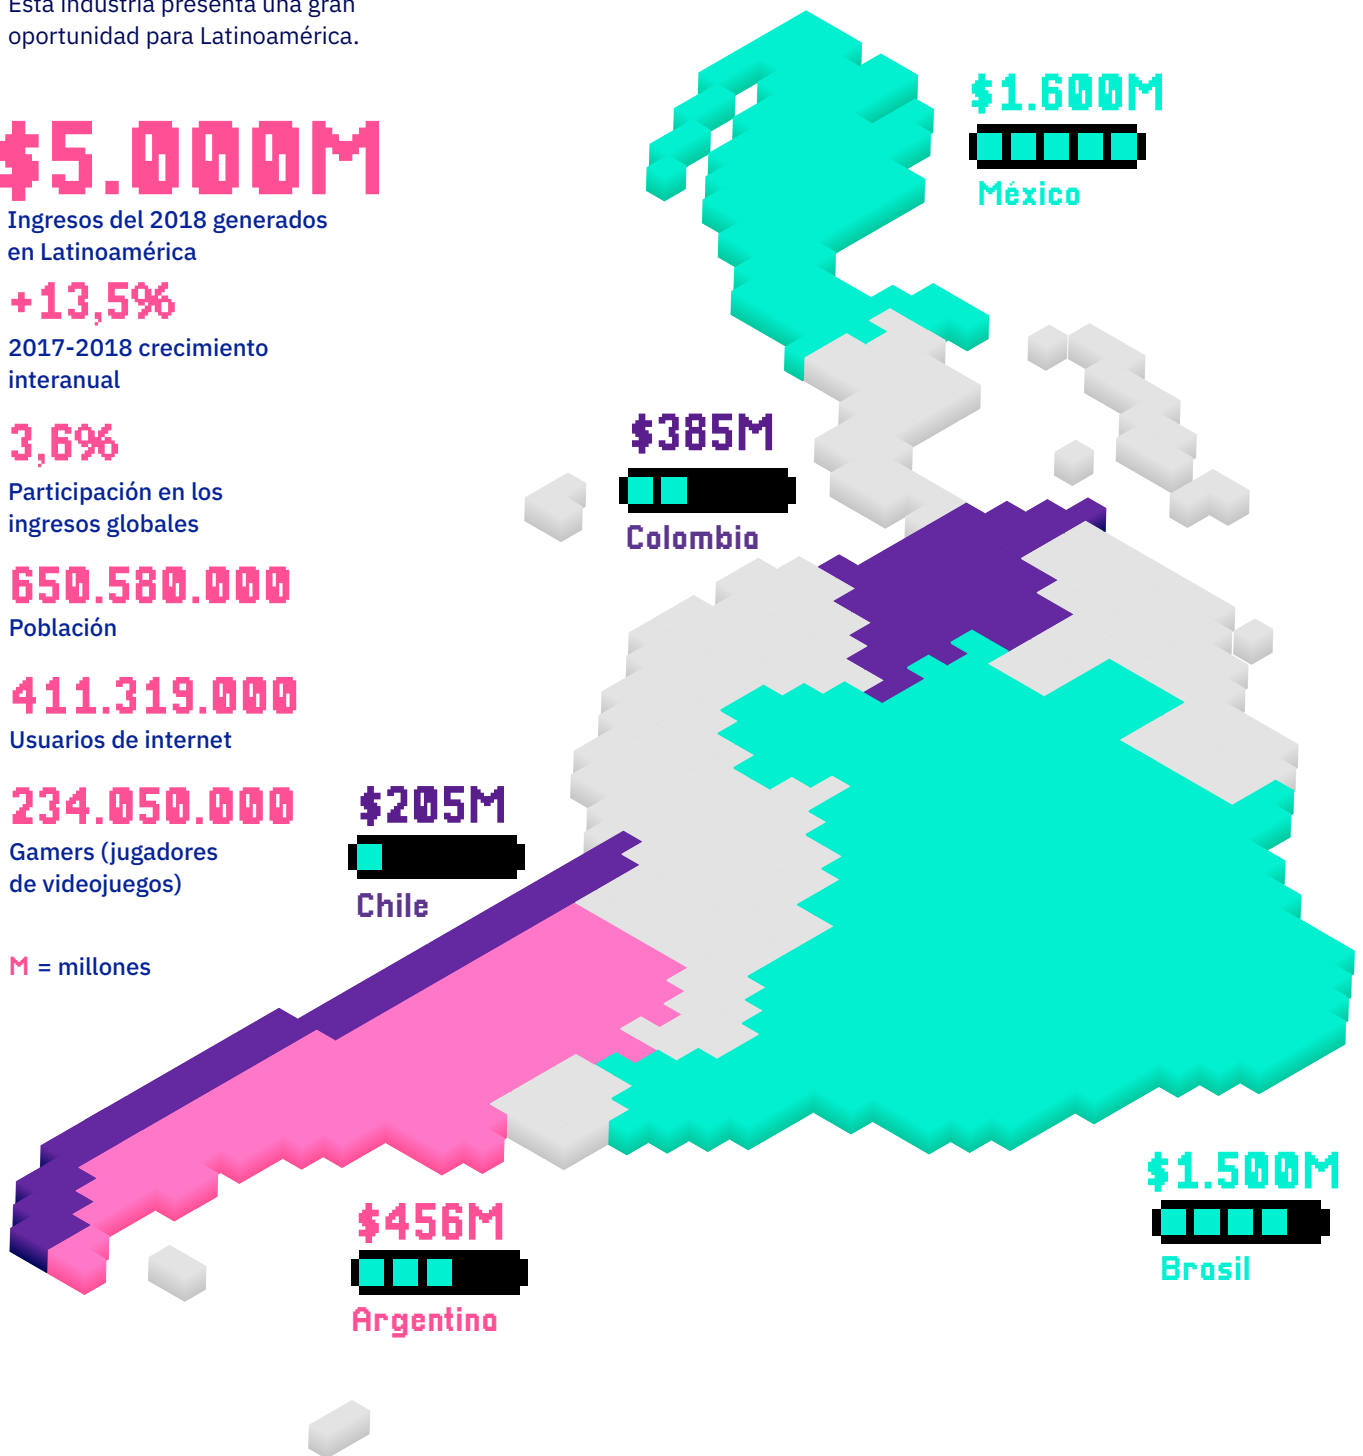 Esta industria presenta una gran
oportunidad para Latinoamérica.
$5.000M
Ingresos del 2018 generados
en Latinoamérica
+13,5%
2017-2018 crecimiento
interanual
3,6%
Participación en los
ingresos globales
650.580.000
Población
411.319.000
Usuarios de internet
234.050.000
Gamers (jugadores
de videojuegos)
M = millones
$1.600M
México
$385M
Colombia
$205M
Chile
$456M
Argentina
$1.500M
Brasil